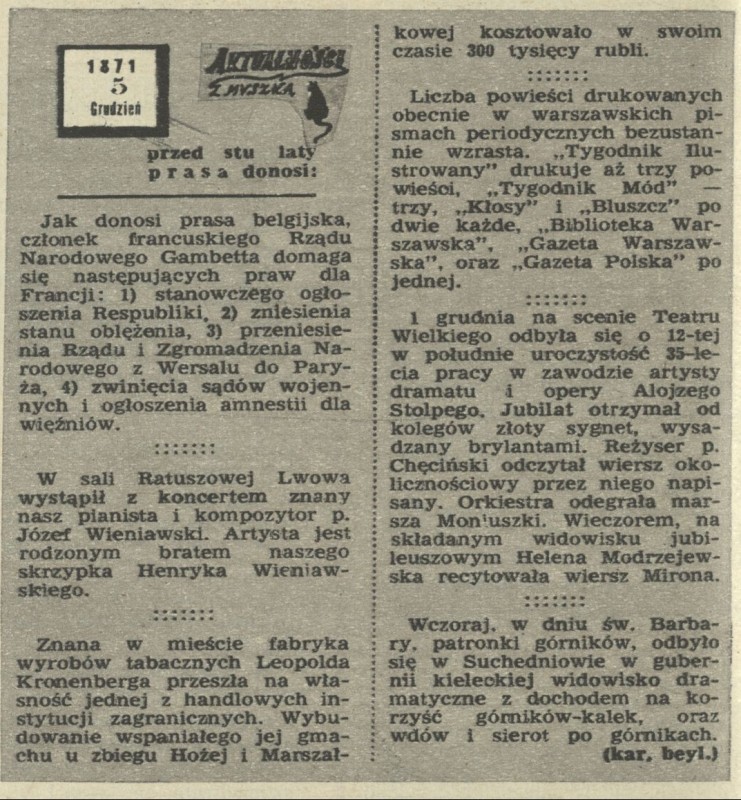 1871
5
Grudzień
AKTUALNOŚCI
Z MYSZKĄ
przed stu laty
prasa donosi:
Jak donosi prasa belgijska,
członek francuskiego Rządu
Narodowego Gambetta domaga
się następujących praw dla
Francji: 1) stanowczego ogło-
szenia Respubliki, 2) zniesienia
stanu oblężenia, 3) przeniesie-
nia Rządu i Zgromadzenia Na-
rodowego z Wersalu do Pary-
ża, 4) zwinięcia sądów wojen-
nych i ogłoszenia amnestii dla
więźniów.
W sali Ratuszowej Lwowa
wystąpił z koncertem znany
nasz pianista i kompozytor p.
Józef Wieniawski. Artysta jest
rodzonym bratem naszego
skrzypka Henryka Wieniaw-
skiego.
Znana w mieście fabryka
wyrobów tabacznych Leopolda
Kronenberga przeszła na wła-
sność jednej z handlowych in-
stytucji zagranicznych. Wybu-
dowanie wspaniałego jej gma-
chu u zbiegu Hożej i Marszał-
kowej kosztowało w swoim
czasie 300 tysięcy rubli.
Liczba powieści drukowanych
obecnie w warszawskich pi-
smach periodycznych bezustan-
nie wzrasta. „Tygodnik Ilu-
strowany" drukuje aż trzy po-
wieści, „Tygodnik Mód" —
trzy, „Kłosy" i „Bluszcz" po
dwie każde, „Biblioteka War-
szawska", „Gazeta Warszaw-
ska", oraz „Gazeta Polska" po
jednej.
1 grudnia na scenie Teatru
Wielkiego odbyła się o 12-tej
w południe uroczystość 35-le-
cia pracy w zawodzie artysty
dramatu i opery Alojzego
Stolpego. Jubilat otrzymał od
kolegów złoty sygnet, wysa-
dzany brylantami. Reżyser p.
Chęciński odczytał wiersz oko-
licznościowy przez niego napi-
sany. Orkiestra odegrała mar-
sza Moniuszki. Wieczorem, na
składanym widowisku jubi-
leuszowym Helena Modrzejew-
ska recytowała wiersz Mirona.
Wczoraj, w dniu św. Barba-
ry, patronki górników, odbyło
się w Suchedniowie w guber-
nii kieleckiej widowisko dra-
matyczne z dochodem na ko-
rzyść górników-kalek, oraz
wdów i sierot po górnikach.
(kar. beyl.)